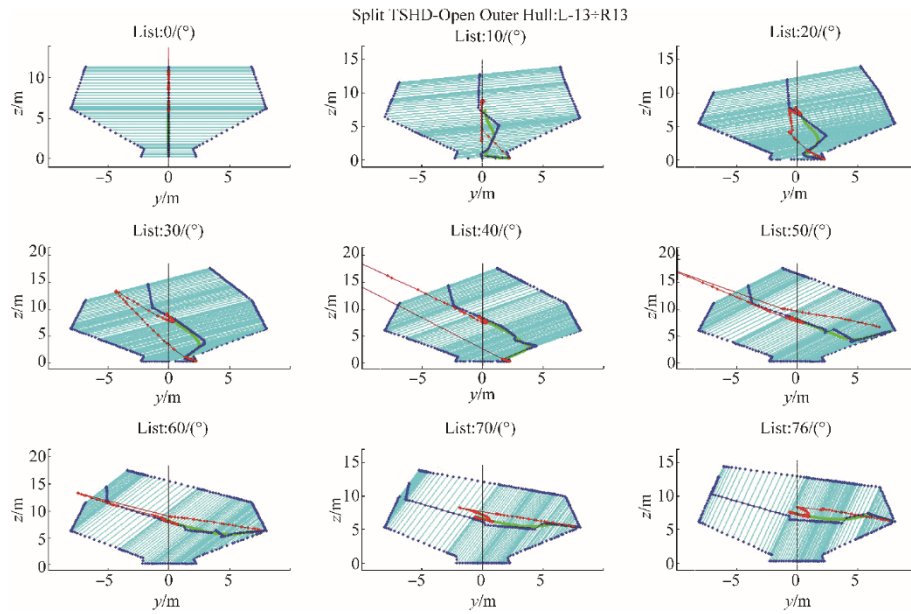 Split TSHD-Open Outer Hull:L-13÷R13
List:0/(°) List:10/(°) List:20/(°)
z/m 10 5 0 z/m 15 10 5 0 z/m 15 10 5 0
−5 0 5 −5 0 5 −5 0 5
y/m y/m y/m
List:30/(°) List:40/(°) List:50/(°)
z/m 20 15 10 5 0 z/m 20 15 10 5 0 z/m 20 15 10 5 0
−5 0 5 −5 0 5 −5 0 5
y/m y/m y/m
List:60/(°) List:70/(°) List:76/(°)
z/m 20 15 10 5 0 z/m 15 10 5 0 z/m 15 10 5 0
−5 0 5 −5 0 5 −5 0 5
y/m y/m y/m